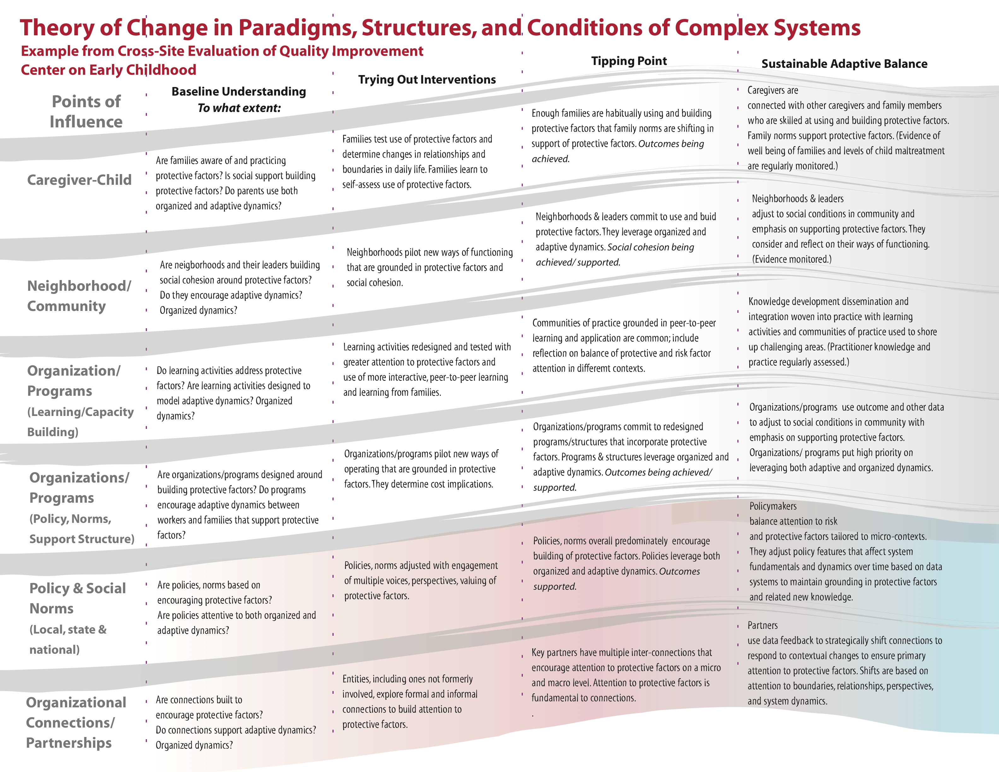 Theory of Change in Paradigms, Structures, and Conditions of Complex Systems
Example from Cross-Site Evaluation of Quality Improvement
Center on Early Childhood
Points of
Influence
Baseline Understanding
To what extent:
Trying Out Interventions
Tipping Point
Sustainable Adaptive Balance
Caregiver-Child
Are families aware of and practicing
protective factors? Is social support building
protective factors? Do parents use both
organized and adaptive dynamics?
Families test use of protective factors and
determine changes in relationships and
boundaries in daily life. Families learn to
self-assess use of protective factors.
Enough families are habitually using and building
protective factors that family norms are shifting in
support of protective factors. Outcomes being
achieved.
Caregivers are
connected with other caregivers and family members
who are skilled at using and building protective factors.
Family norms support protective factors. (Evidence of
well being of families and levels of child maltreatment
are regularly monitored.)
Neighborhood/
Community
Are neigborhoods and their leaders building
social cohesion around protective factors?
Do they encourage adaptive dynamics?
Organized dynamics?
Neighborhoods pilot new ways of functioning
that are grounded in protective factors and
social cohesion.
Neighborhoods & leaders commit to use and buid
protective factors. They leverage organized and
adaptive dynamics. Social cohesion being
achieved/ supported.
Neighborhoods & leaders
adjust to social conditions in community and
emphasis on supporting protective factors. They
consider and reflect on their ways of functioning.
(Evidence monitored.)
Organization/
Programs
(Learning/Capacity
Building)
Do learning activities address protective
factors? Are learning activities designed to
model adaptive dynamics? Organized
dynamics?
Learning activities redesigned and tested with
greater attention to protective factors and
use of more interactive, peer-to-peer learning
and learning from families.
Communities of practice grounded in peer-to-peer
learning and application are common; include
reflection on balance of protective and risk factor
attention in differemt contexts.
Knowledge development dissemination and
integration woven into practice with learning
activities and communities of practice used to shore
up challenging areas. (Practitioner knowledge and
practice regularly assessed.)
Organizations/
Programs
(Policy, Norms,
Support Structure)
Are organizations/programs designed around
building protective factors? Do programs
encourage adaptive dynamics between
workers and families that support protective
factors?
Organizations/programs pilot new ways of
operating that are grounded in protective
factors. They determine cost implications.
Organizations/programs commit to redesigned
programs/structures that incorporate protective
factors. Programs & structures leverage organized and
adaptive dynamics. Outcomes being achieved/
supported.
Organizations/programs use outcome and other data
to adjust to social conditions in community with
emphasis on supporting protective factors.
Organizations/ programs put high priority on
leveraging both adaptive and organized dynamics.
Policy & Social
Norms
(Local, state &
national)
Are policies, norms based on
encouraging protective factors?
Are policies attentive to both organized and
adaptive dynamics?
Policies, norms adjusted with engagement
of multiple voices, perspectives, valuing of
protective factors.
Policies, norms overall predominately encourage
building of protective factors. Policies leverage both
organized and adaptive dynamics. Outcomes
supported.
Policymakers
balance attention to risk
and protective factors tailored to micro-contexts.
They adjust policy features that affect system
fundamentals and dynamics over time based on data
systems to maintain grounding in protective factors
and related new knowledge.
Organizational
Connections/
Partnerships
Are connections built to
encourage protective factors?
Do connections support adaptive dynamics?
Organized dynamics?
Entities, including ones not formerly
involved, explore formal and informal
connections to build attention to
protective factors.
Key partners have multiple inter-connections that
encourage attention to protective factors on a micro
and macro level. Attention to protective factors is
fundamental to connections.
.
Partners
use data feedback to strategically shift connections to
respond to contextual changes to ensure primary
attention to protective factors. Shifts are based on
attention to boundaries, relationships, perspectives,
and system dynamics.